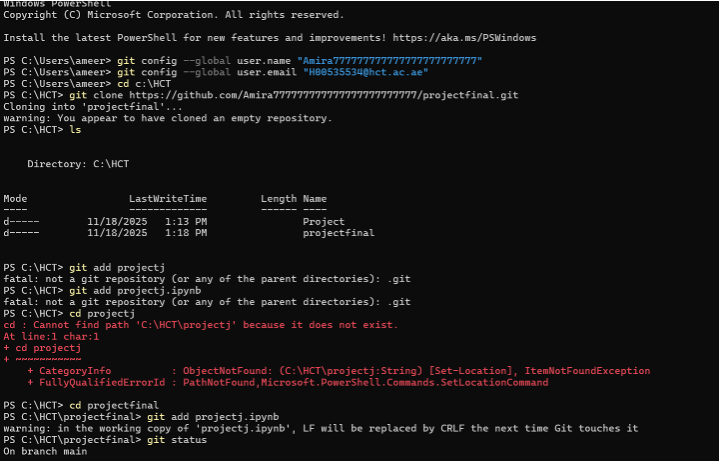 Windows PowerShell
Copyright (C) Microsoft Corporation. All rights reserved.
Install the latest PowerShell for new features and improvements! https://aka.ms/PSWindows
PS C:\Users\ameer> git config --global user.name "Amira777777777777777777777777"
PS C:\Users\ameer> git config --global user.email "H00535534@hct.ac.ae"
PS C:\Users\ameer> cd c:\HCT
PS C:\HCT> git clone https://github.com/Amira777777777777777777777777/projectfinal.git
Cloning into 'projectfinal'...
warning: You appear to have cloned an empty repository.
PS C:\HCT> ls
Directory: C:\HCT
Mode LastWriteTime Length Name
---- ------------- ------ ----
d----- 11/18/2025 1:13 PM Project
d----- 11/18/2025 1:18 PM projectfinal
PS C:\HCT> git add projectj
fatal: not a git repository (or any of the parent directories): .git
PS C:\HCT> git add projectj.ipynb
fatal: not a git repository (or any of the parent directories): .git
PS C:\HCT> cd projectj
cd : Cannot find path 'C:\HCT\projectj' because it does not exist.
At line:1 char:1
+ cd projectj
+ ~~~~~~~~~~~
+ CategoryInfo : ObjectNotFound: (C:\HCT\projectj:String) [Set-Location], ItemNotFoundException
+ FullyQualifiedErrorId : PathNotFound,Microsoft.PowerShell.Commands.SetLocationCommand
PS C:\HCT> cd projectfinal
PS C:\HCT\projectfinal> git add projectj.ipynb
warning: in the working copy of 'projectj.ipynb', LF will be replaced by CRLF the next time Git touches it
PS C:\HCT\projectfinal> git status
On branch main